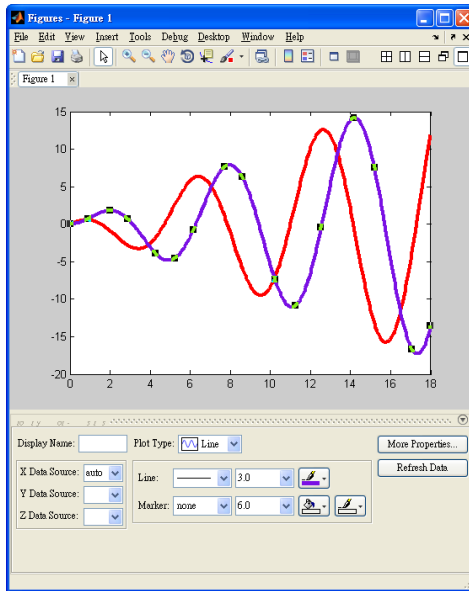 Figures - Figure 1
File Edit View Insert Tools Debug Desktop Window Help
Figure 1 ×
15
10
5
0
-5
-10
-15
-20
0 2 4 6 8 10 12 14 16 18
Display Name: Plot Type: Line More Properties...
X Data Source: auto Line: 3.0 Refresh Data
Y Data Source: Marker: none 6.0
Z Data Source: